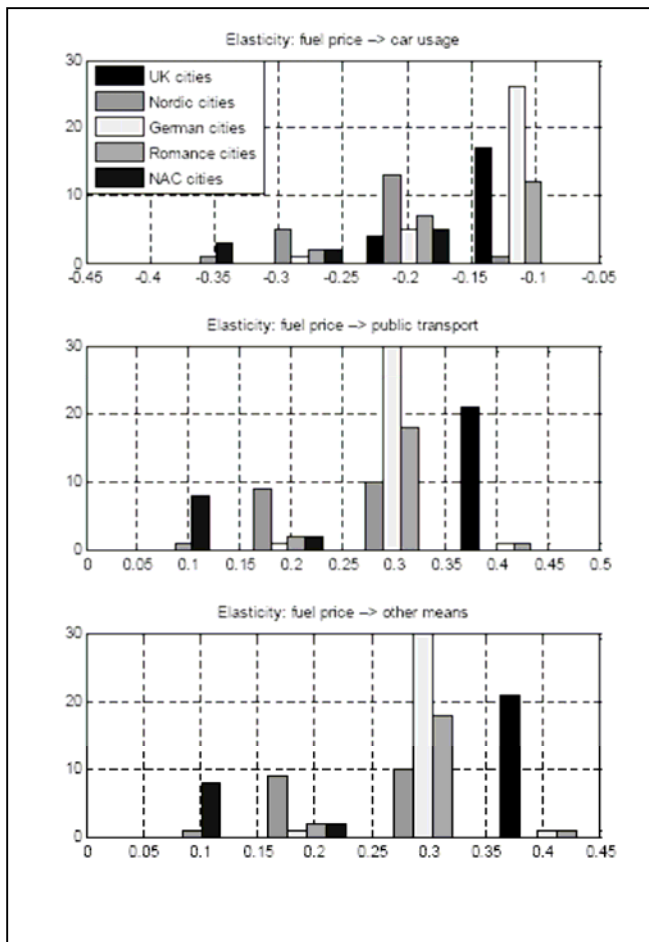 Elasticity: fuel price --> car usage
30
20
10
0
UK cities
Nordic cities
German cities
Romance cities
NAC cities
-0.45 -0.4 -0.35 -0.3 -0.25 -0.2 -0.15 -0.1 -0.05
Elasticity: fuel price --> public transport
30
20
10
0
0 0.05 0.1 0.15 0.2 0.25 0.3 0.35 0.4 0.45 0.5
Elasticity: fuel price --> other means
30
20
10
0
0 0.05 0.1 0.15 0.2 0.25 0.3 0.35 0.4 0.45